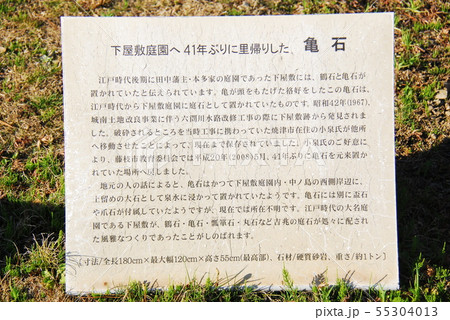 下屋敷庭園へ41年ぶりに里帰りした 亀石
江戸時代後期に田中藩主・本多家の庭園であった下屋敷には、鶴石と亀石が
置かれていたと伝えられています。亀が頭をもたげた格好をしたこの亀石は、
江戸時代から下屋敷庭園に庭石として置かれていたものです。昭和42年(1967)、
城南土地改良事業に伴う六間川水路改修工事の際に下屋敷跡から発見されま
した。破砕されるところを当時工事に携わっていた焼津市在住の小泉氏が他所
へ移動させたことによって、現在まで保存されていました。小泉氏のご好意に
より、藤枝市教育委員会では平成20年(2008)5月、41年ぶりに亀石を元来置か
れていた場所へ戻しました。
地元の人の話によると、亀石はかつて下屋敷庭園内・中ノ島の西側岸辺に、
土留めの大石として泉水に浸かって置かれていたようです。亀石には別に盃石
や爪石が付属していたようですが、現在では所在不明です。江戸時代の大名庭
園である下屋敷が、鶴石・亀石・瓢箪石・丸石など吉兆の庭石が処々に配され
た風雅なつくりであったことがしのばれます。
[寸法/全長180cm×最大幅120cm×高さ55cm(最高部)、石材/硬質砂岩、重さ/約1トン]
pixta.jp - 55304013